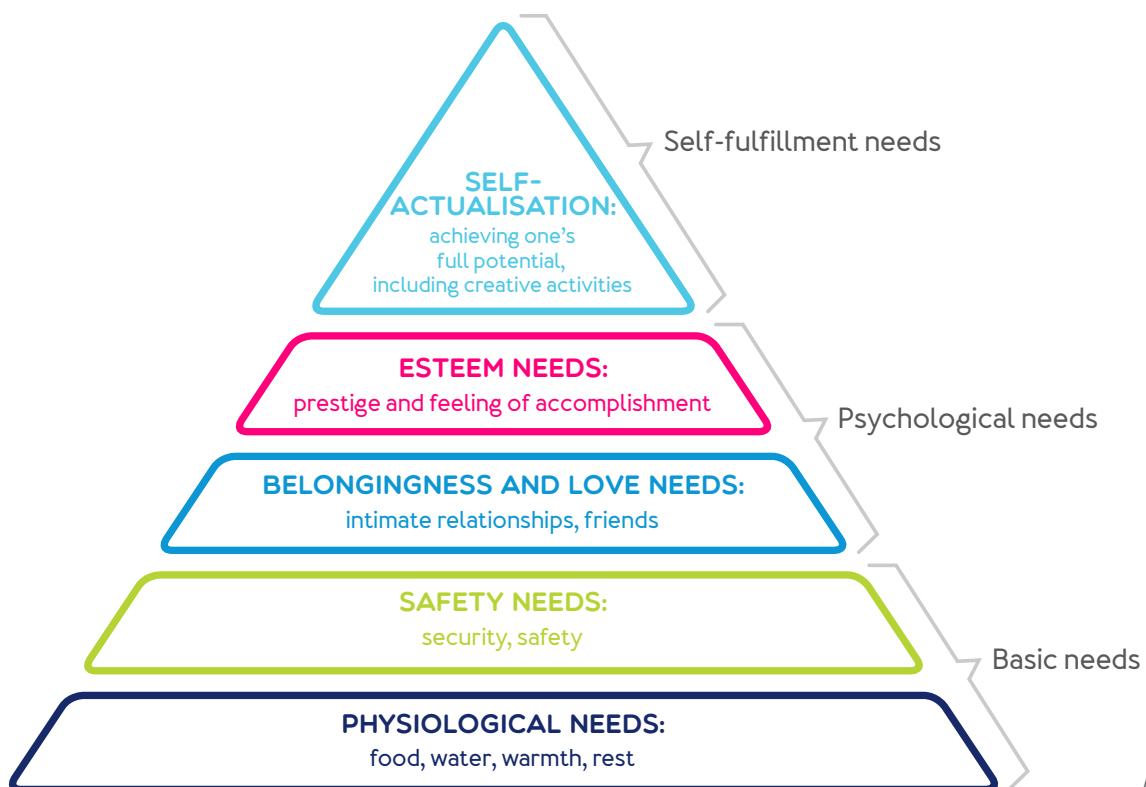 SELF-
ACTUALISATION:
achieving one’s
full potential,
including creative activities
Self-fulfillment needs
ESTEEM NEEDS:
prestige and feeling of accomplishment
Psychological needs
BELONGINGNESS AND LOVE NEEDS:
intimate relationships, friends
SAFETY NEEDS:
security, safety
Basic needs
PHYSIOLOGICAL NEEDS:
food, water, warmth, rest